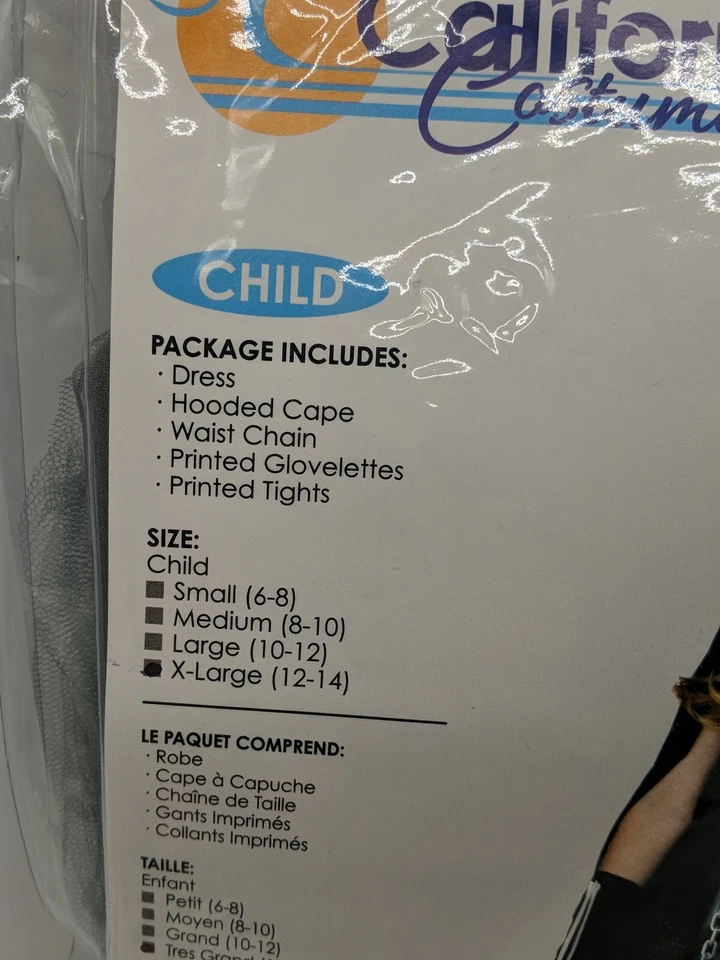 CHILD
PACKAGE INCLUDES:
· Dress
· Hooded Cape
· Waist Chain
· Printed Glovelettes
· Printed Tights
SIZE:
Child
Small (6-8)
Medium (8-10)
Large (10-12)
X-Large (12-14)
LE PAQUET COMPREND:
· Robe
· Cape à Capuche
· Chaîne de Taille
· Gants Imprimés
· Collants Imprimés
TAILLE:
Enfant
Petit (6-8)
Moyen (8-10)
Grand (10-12)
Tres Grand